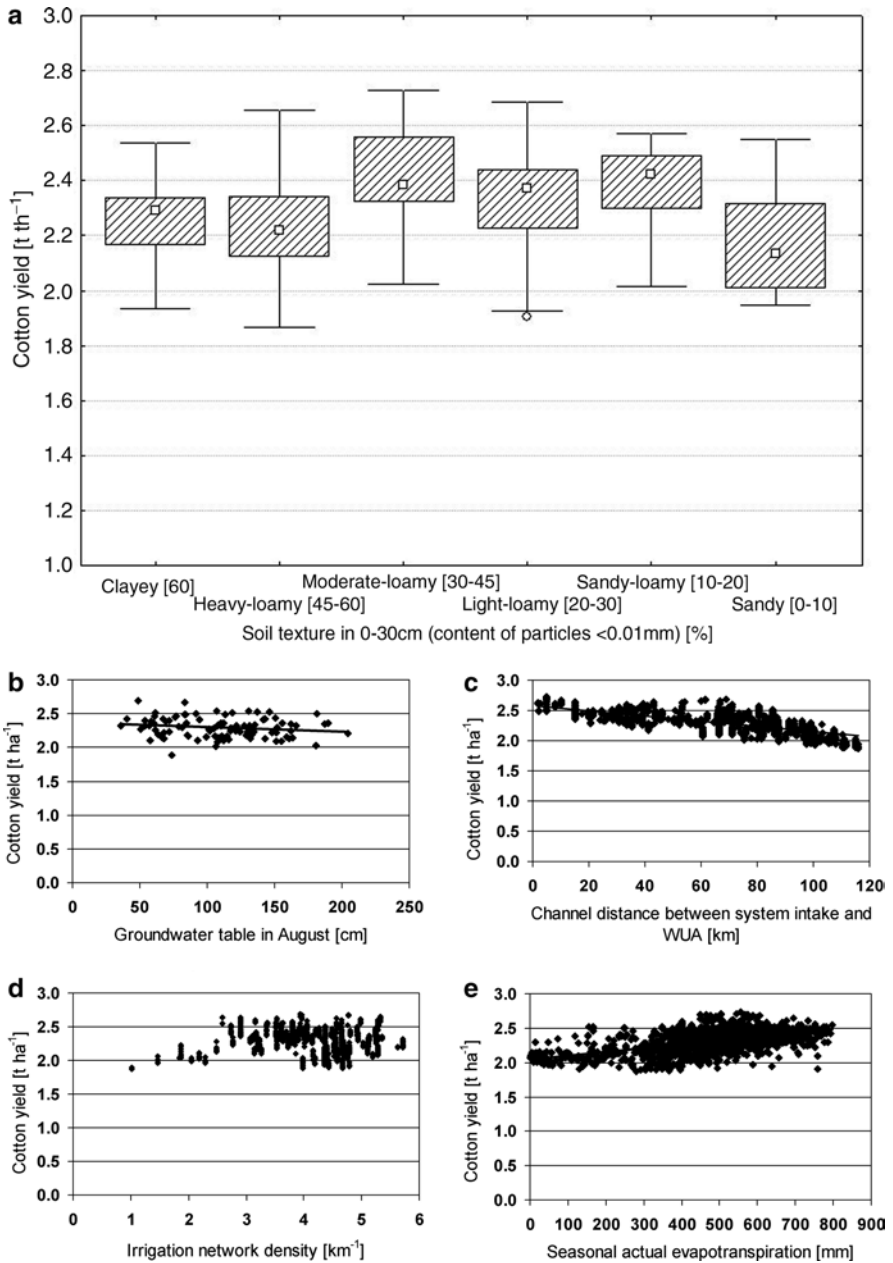 a
Cotton yield [t th⁻¹]
3.0
2.8
2.6
2.4
2.2
2.0
1.8
1.6
1.4
1.2
1.0
Clayey [60]
Heavy-loamy [45-60]
Moderate-loamy [30-45]
Light-loamy [20-30]
Sandy-loamy [10-20]
Sandy [0-10]
Soil texture in 0-30cm (content of particles <0.01mm) [%]
b
Cotton yield [t ha⁻¹]
3.0
2.5
2.0
1.5
1.0
0.5
0.0
0 50 100 150 200 250
Groundwater table in August [cm]
c
Cotton yield [t ha⁻¹]
3.0
2.5
2.0
1.5
1.0
0.5
0.0
0 20 40 60 80 100 120
Channel distance between system intake and
WUA [km]
d
Cotton yield [t ha⁻¹]
3.0
2.5
2.0
1.5
1.0
0.5
0.0
0 1 2 3 4 5 6
Irrigation network density [km⁻¹]
e
Cotton yield [t ha⁻¹]
3.0
2.5
2.0
1.5
1.0
0.5
0.0
0 100 200 300 400 500 600 700 800 900
Seasonal actual evapotranspiration [mm]